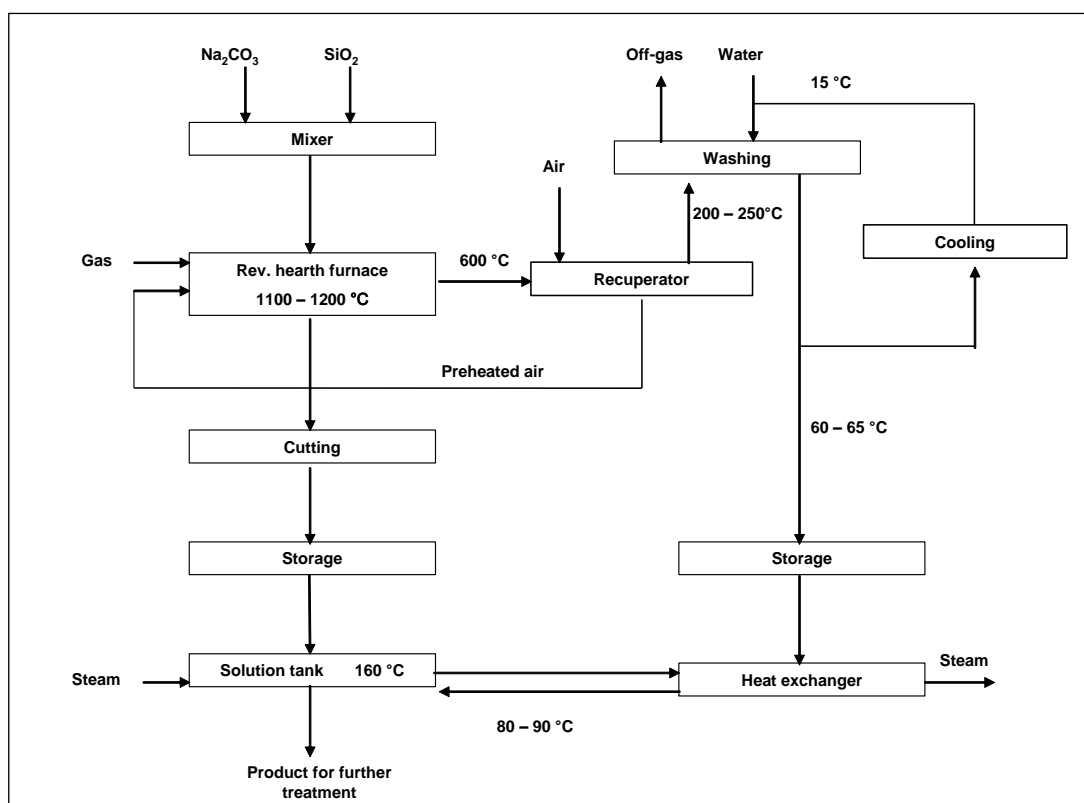 Na₂CO₃
SiO₂
Off-gas
Water
15 °C
Mixer
Washing
Air
200 – 250°C
Cooling
Gas
Rev. hearth furnace
1100 – 1200 °C
600 °C
Recuperator
Preheated air
60 – 65 °C
Cutting
Storage
Storage
Steam
Solution tank 160 °C
Heat exchanger
Steam
80 – 90 °C
Product for further
treatment